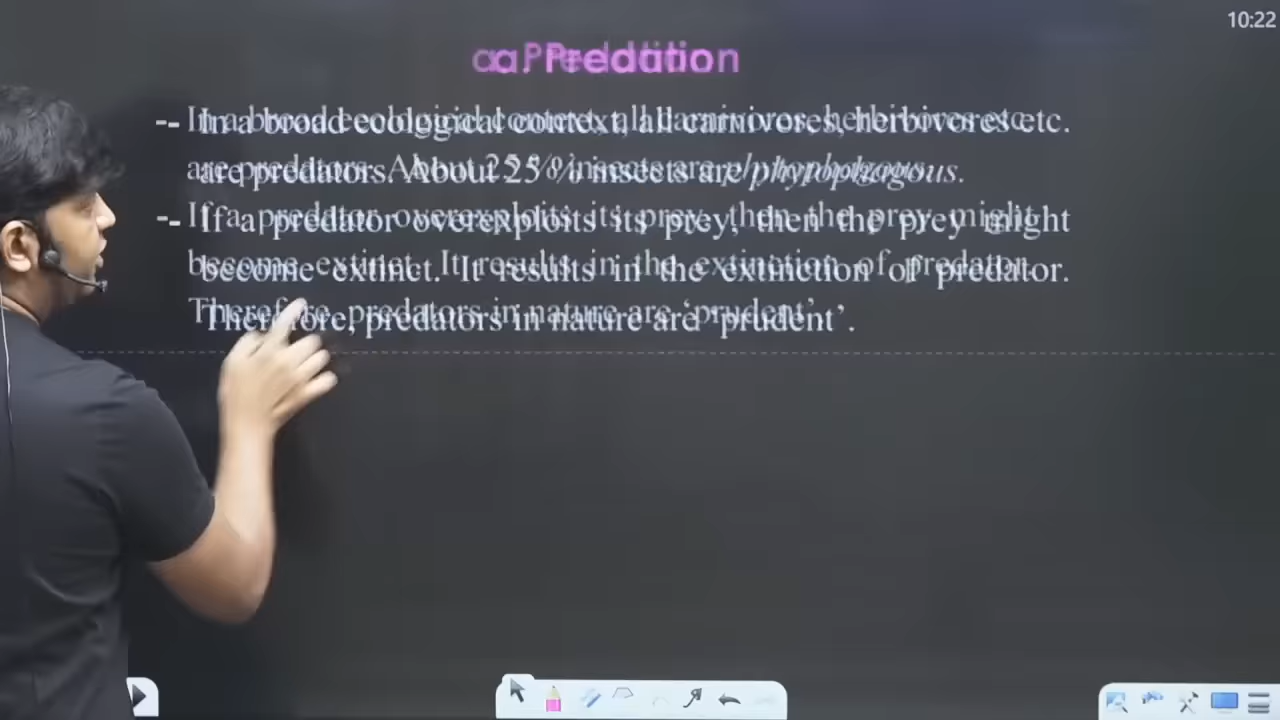 10:22
a. Predation
- In a broad ecological context, all carnivores, herbivores etc.
are predators. About 25 % insects are phytophagous.
- If a predator overexploits its prey, then the prey might
become extinct. It results in the extinction of predator.
Therefore, predators in nature are ‘prudent’.